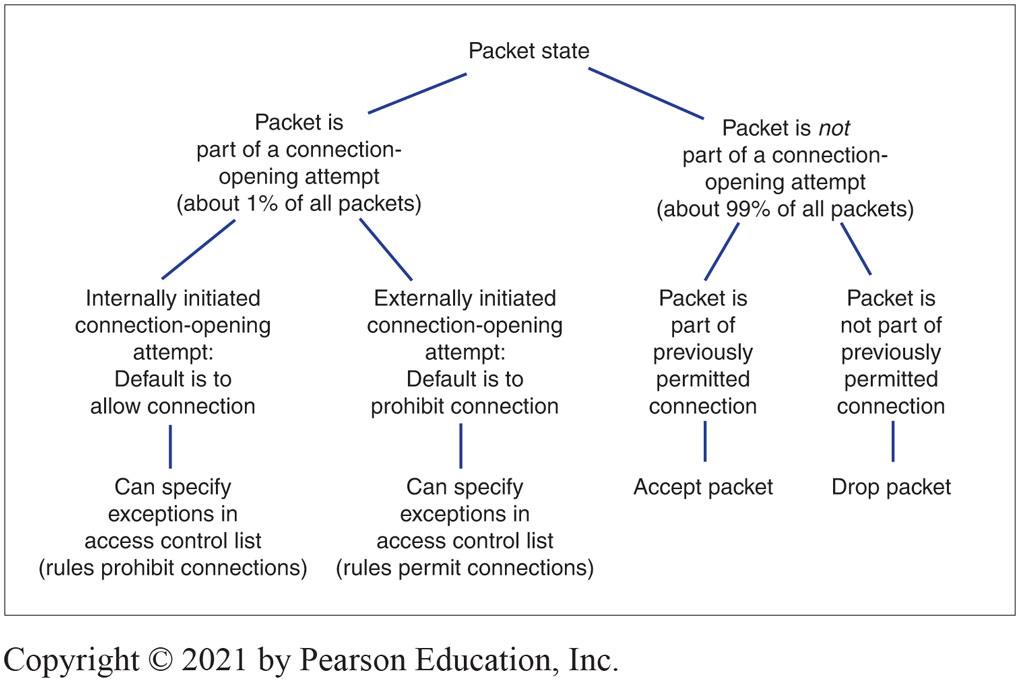 Packet state
Packet is
part of a connection-
opening attempt
(about 1% of all packets)
Packet is not
part of a connection-
opening attempt
(about 99% of all packets)
Internally initiated
connection-opening
attempt:
Default is to
allow connection
Externally initiated
connection-opening
attempt:
Default is to
prohibit connection
Packet is
part of
previously
permitted
connection
Packet is
not part of
previously
permitted
connection
Can specify
exceptions in
access control list
(rules prohibit connections)
Can specify
exceptions in
access control list
(rules permit connections)
Accept packet
Drop packet
Copyright © 2021 by Pearson Education, Inc.